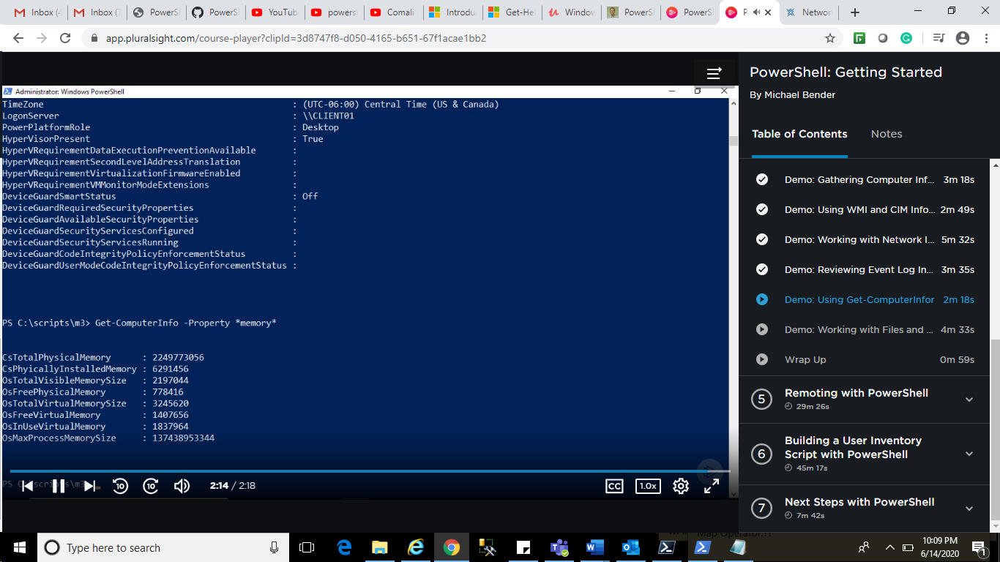 Inbox (4
Inbox (7
PowerS
PowerS
YouTub
powers
Comali
Introdu
Get-Hel
Window
PowerS
PowerS
P
Networ
app.pluralsight.com/course-player?clipId=3d8747f8-d050-4165-b651-67f1acae1bb2
Administrator: Windows PowerShell
TimeZone : (UTC-06:00) Central Time (US & Canada)
LogonServer : \\CLIENT01
PowerPlatformRole : Desktop
HyperVisorPresent : True
HyperVRequirementDataExecutionPreventionAvailable :
HyperVRequirementSecondLevelAddressTranslation :
HyperVRequirementVirtualizationFirmwareEnabled :
HyperVRequirementVMMonitorModeExtensions :
DeviceGuardSmartStatus : Off
DeviceGuardRequiredSecurityProperties :
DeviceGuardAvailableSecurityProperties :
DeviceGuardSecurityServicesConfigured :
DeviceGuardSecurityServicesRunning :
DeviceGuardCodeIntegrityPolicyEnforcementStatus :
DeviceGuardUserModeCodeIntegrityPolicyEnforcementStatus :
PS C:\scripts\m3> Get-ComputerInfo -Property *memory*
CsTotalPhysicalMemory : 2249773056
CsPhyicallyInstalledMemory : 6291456
OsTotalVisibleMemorySize : 2197044
OsFreePhysicalMemory : 778416
OsTotalVirtualMemorySize : 3245620
OsFreeVirtualMemory : 1407656
OsInUseVirtualMemory : 1837964
OsMaxProcessMemorySize : 137438953344
PS C:\scripts\m3>
10
10
2:14 / 2:18
CC
1.0x
PowerShell: Getting Started
By Michael Bender
Table of Contents
Notes
Demo: Gathering Computer Inf... 3m 18s
Demo: Using WMI and CIM Info... 2m 49s
Demo: Working with Network I... 5m 32s
Demo: Reviewing Event Log In... 3m 35s
Demo: Using Get-ComputerInfor 2m 18s
Demo: Working with Files and ... 4m 33s
Wrap Up 0m 59s
5 Remoting with PowerShell
29m 26s
6 Building a User Inventory
Script with PowerShell
45m 17s
7 Next Steps with PowerShell
7m 42s
Type here to search
10:09 PM
6/14/2020
1